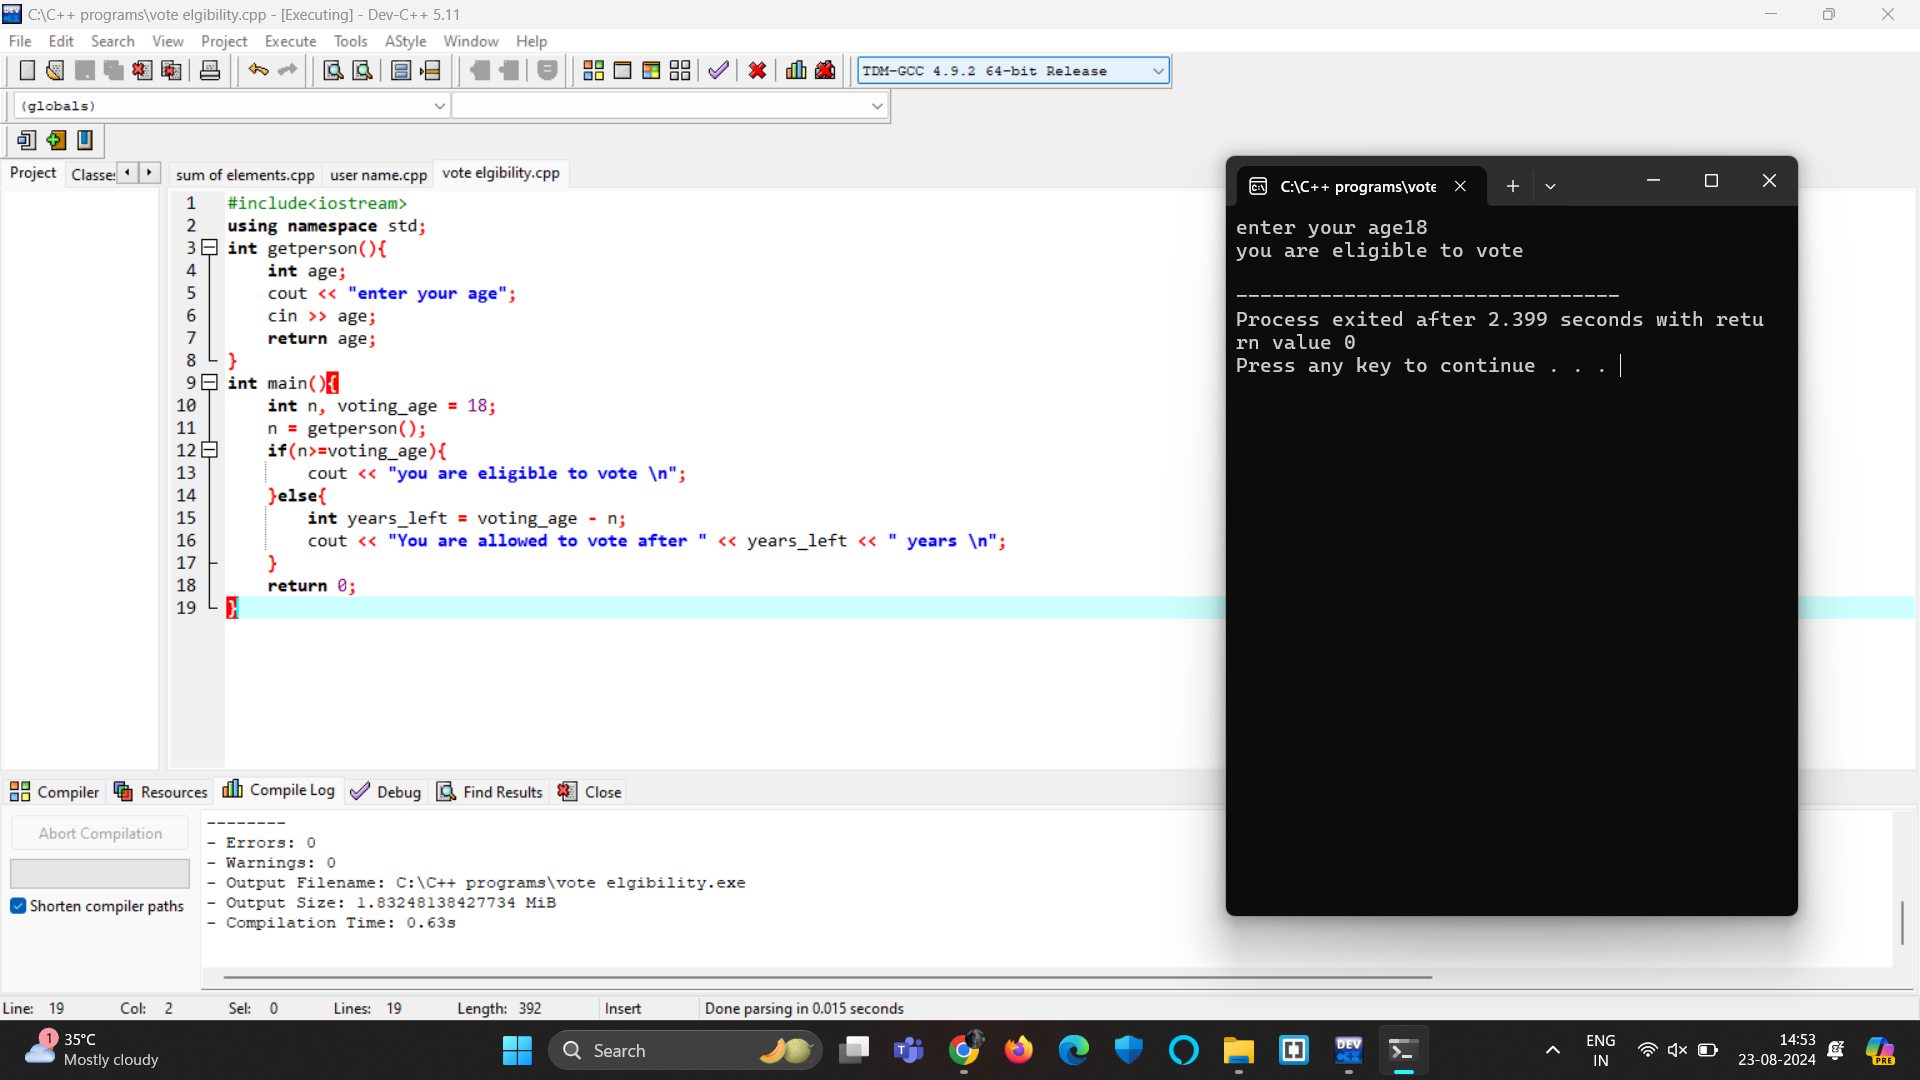 C:\C++ programs\vote elgibility.cpp - [Executing] - Dev-C++ 5.11
File Edit Search View Project Execute Tools AStyle Window Help
TDM-GCC 4.9.2 64-bit Release
(globals)
Project Classes
sum of elements.cpp user name.cpp vote elgibility.cpp
1 #include<iostream>
2 using namespace std;
3 int getperson(){
4 int age;
5 cout << "enter your age";
6 cin >> age;
7 return age;
8 }
9 int main(){
10 int n, voting_age = 18;
11 n = getperson();
12 if(n>=voting_age){
13 cout << "you are eligible to vote \n";
14 }else{
15 int years_left = voting_age - n;
16 cout << "You are allowed to vote after " << years_left << " years \n";
17 }
18 return 0;
19 }
C:\C++ programs\vote
enter your age18
you are eligible to vote
--------------------------------
Process exited after 2.399 seconds with retu
rn value 0
Press any key to continue . . .
Compiler Resources Compile Log Debug Find Results Close
Abort Compilation
Shorten compiler paths
--------
- Errors: 0
- Warnings: 0
- Output Filename: C:\C++ programs\vote elgibility.exe
- Output Size: 1.83248138427734 MiB
- Compilation Time: 0.63s
Line: 19 Col: 2 Sel: 0 Lines: 19 Length: 392 Insert Done parsing in 0.015 seconds
1
35°C
Mostly cloudy
Search
DEV
C++
ENG
IN
14:53
23-08-2024
PRE